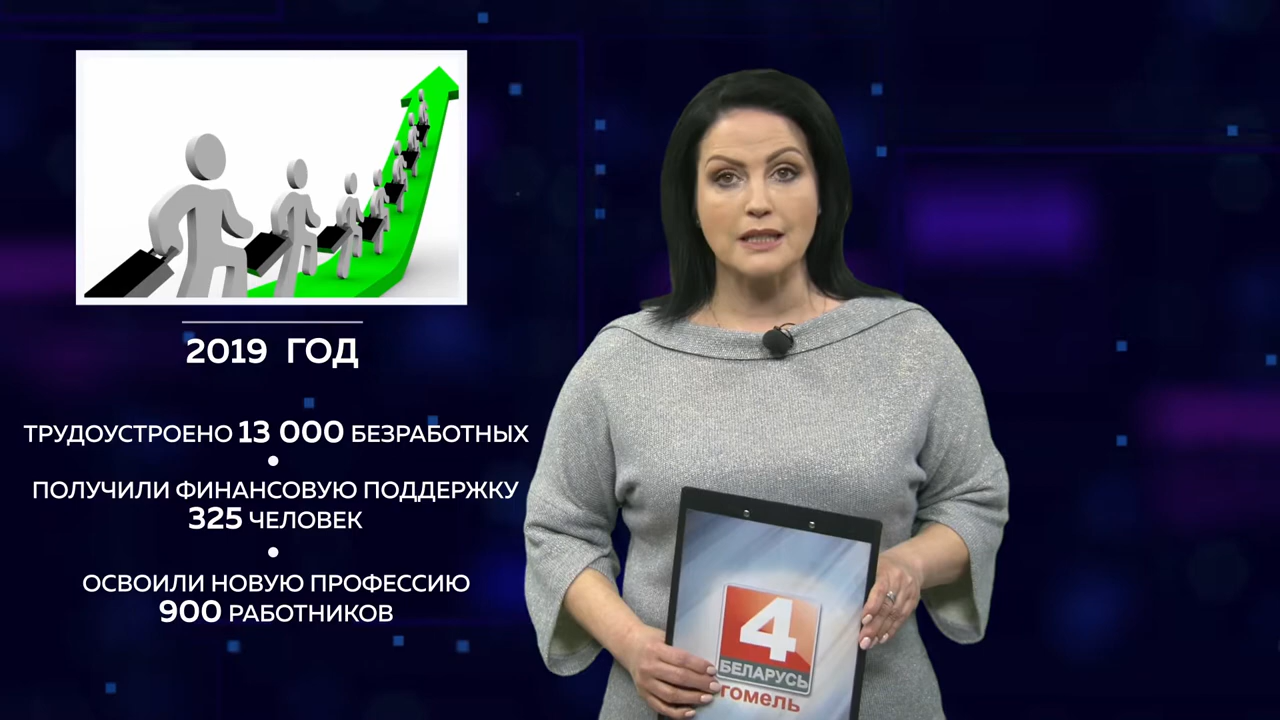 2019 ГОД
ТРУДОУСТРОЕНО 13 000 БЕЗРАБОТНЫХ
ПОЛУЧИЛИ ФИНАНСОВУЮ ПОДДЕРЖКУ
325 ЧЕЛОВЕК
ОСВОИЛИ НОВУЮ ПРОФЕССИЮ
900 РАБОТНИКОВ
4
БЕЛАРУСЬ
гомель